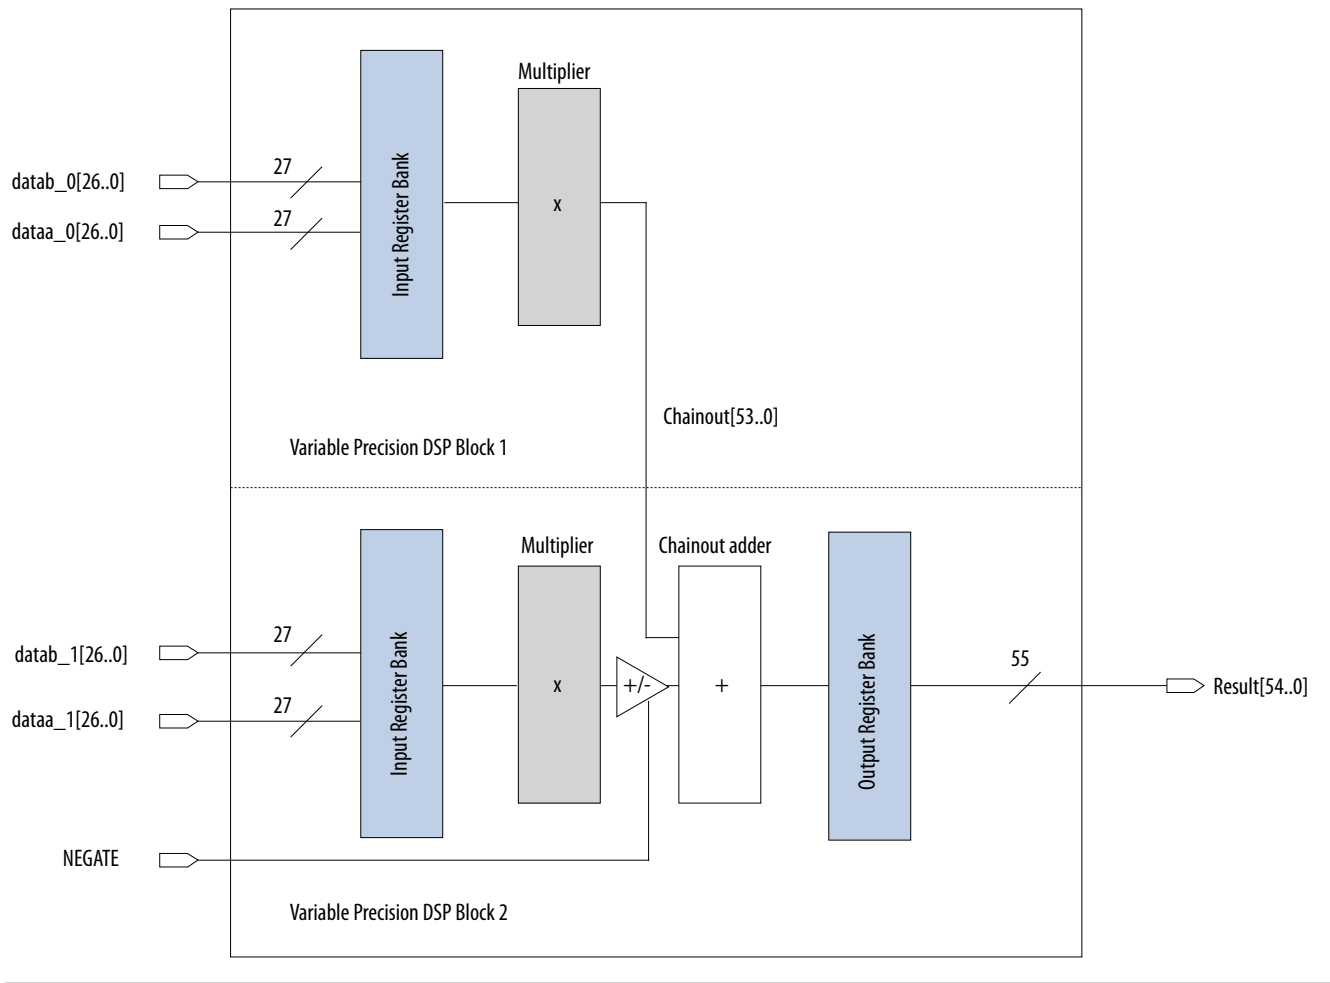 Multiplier
27
datab_0[26..0]
27
dataa_0[26..0]
Input Register Bank
x
Chainout[53..0]
Variable Precision DSP Block 1
Multiplier
Chainout adder
27
datab_1[26..0]
27
dataa_1[26..0]
Input Register Bank
x
+/-
+
Output Register Bank
55
Result[54..0]
NEGATE
Variable Precision DSP Block 2